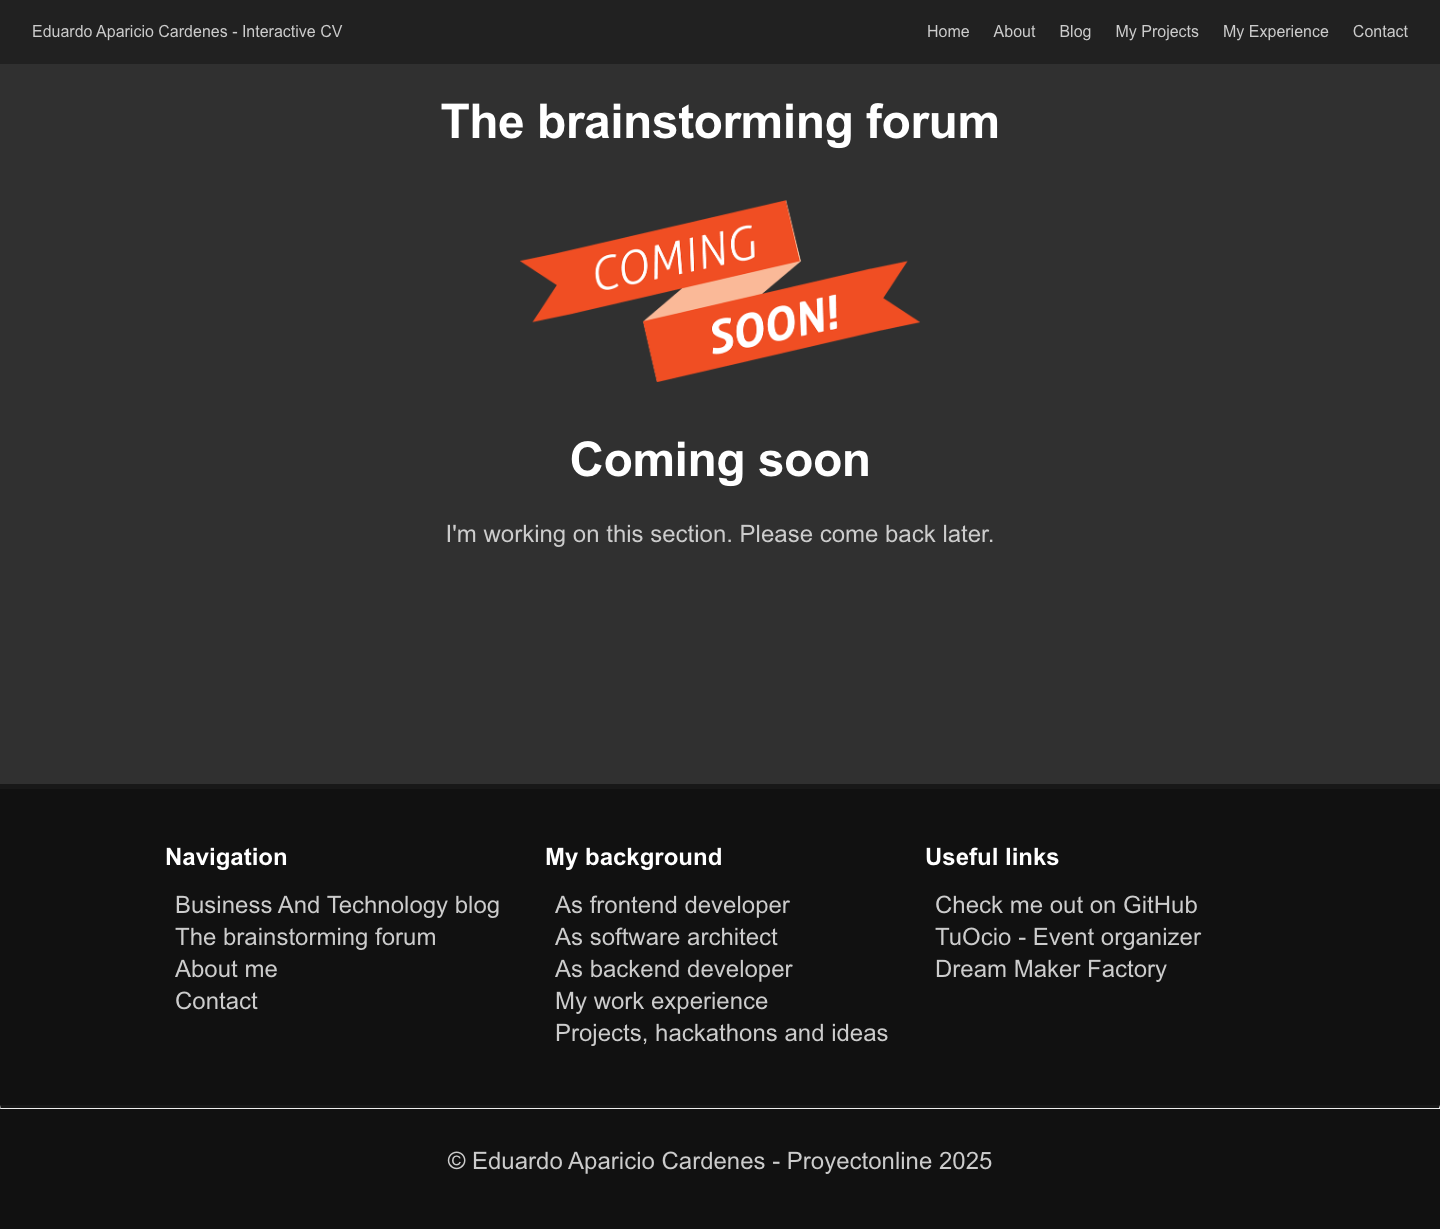 Eduardo Aparicio Cardenes - Interactive CV
Home About Blog My Projects My Experience Contact
The brainstorming forum
COMING
SOON!
Coming soon
I'm working on this section. Please come back later.
Navigation
Business And Technology blog
The brainstorming forum
About me
Contact
My background
As frontend developer
As software architect
As backend developer
My work experience
Projects, hackathons and ideas
Useful links
Check me out on GitHub
TuOcio - Event organizer
Dream Maker Factory
© Eduardo Aparicio Cardenes - Proyectonline 2025